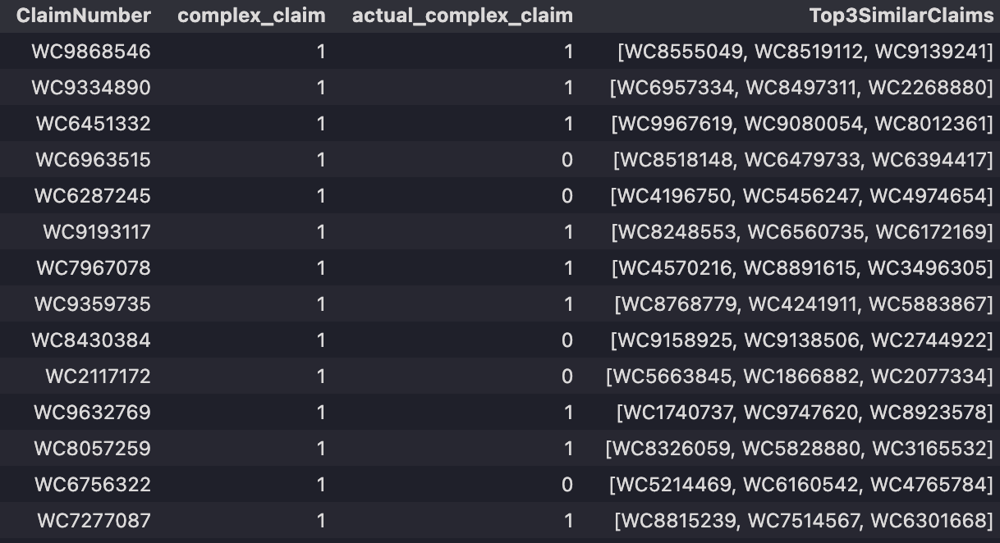 ClaimNumber complex_claim actual_complex_claim Top3SimilarClaims
WC9868546 1 1 [WC8555049, WC8519112, WC9139241]
WC9334890 1 1 [WC6957334, WC8497311, WC2268880]
WC6451332 1 1 [WC9967619, WC9080054, WC8012361]
WC6963515 1 0 [WC8518148, WC6479733, WC6394417]
WC6287245 1 0 [WC4196750, WC5456247, WC4974654]
WC9193117 1 1 [WC8248553, WC6560735, WC6172169]
WC7967078 1 1 [WC4570216, WC8891615, WC3496305]
WC9359735 1 1 [WC8768779, WC4241911, WC5883867]
WC8430384 1 0 [WC9158925, WC9138506, WC2744922]
WC2117172 1 0 [WC5663845, WC1866882, WC2077334]
WC9632769 1 1 [WC1740737, WC9747620, WC8923578]
WC8057259 1 1 [WC8326059, WC5828880, WC3165532]
WC6756322 1 0 [WC5214469, WC6160542, WC4765784]
WC7277087 1 1 [WC8815239, WC7514567, WC6301668]